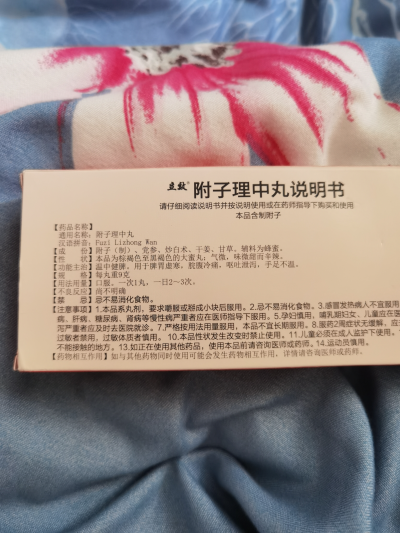 立效 附子理中丸说明书
请仔细阅读说明书并按说明使用或在药师指导下购买和使用
本品含制附子
【药品名称】
通用名称:附子理中丸
汉语拼音:Fuzi Lizhong Wan
【成 份】附子(制)、党参、炒白术、干姜、甘草。辅料为蜂蜜。
【性 状】本品为棕褐色至黑褐色的大蜜丸;气微,味微甜而辛辣。
【功能主治】温中健脾。用于脾胃虚寒,脘腹冷痛,呕吐泄泻,手足不温。
【规 格】每丸重9克
【用法用量】口服。一次1丸,一日2~3次。
【不良反应】尚不明确
【禁 忌】忌不易消化食物。
【注意事项】1.本品系丸剂,要求嚼服或掰成小块后服用。2.忌不易消化食物。3.感冒发热病人不宜服用
病、肝病、糖尿病、肾病等慢性病严重者应在医师指导下服用。5.孕妇慎用,哺乳期妇女、儿童应在医
泻严重者应及时去医院就诊。7.严格按用法用量服用,本品不宜长期服用。8.服药2周症状无缓解,应
过敏者禁用,过敏体质者慎用。10.本品性状发生改变时禁止使用。11.儿童必须在成人监护下使用。
不能接触的地方。13.如正在使用其他药品,使用本品前请咨询医师或药师。14.运动员慎用。
【药物相互作用】如与其他药物同时使用可能会发生药物相互作用,详情请咨询医师或药师。